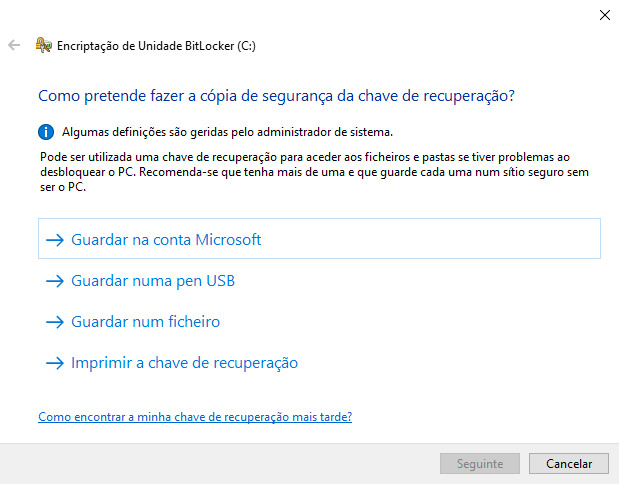 Encriptação de Unidade BitLocker (C:)
Como pretende fazer a cópia de segurança da chave de recuperação?
Algumas definições são geridas pelo administrador de sistema.
Pode ser utilizada uma chave de recuperação para aceder aos ficheiros e pastas se tiver problemas ao
desbloquear o PC. Recomenda-se que tenha mais de uma e que guarde cada uma num sítio seguro sem
ser o PC.
Guardar na conta Microsoft
Guardar numa pen USB
Guardar num ficheiro
Imprimir a chave de recuperação
Como encontrar a minha chave de recuperação mais tarde?
Seguinte
Cancelar